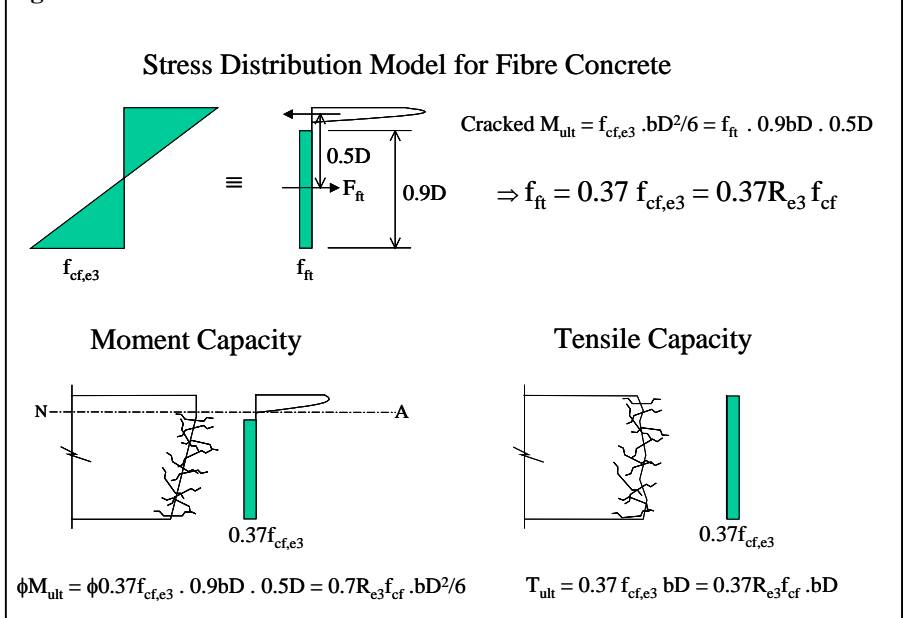 Stress Distribution Model for Fibre Concrete
Cracked M_ult = f_cf,e3 .bD²/6 = f_ft . 0.9bD . 0.5D
0.5D
≡
F_ft
0.9D
⇒ f_ft = 0.37 f_cf,e3 = 0.37R_e3 f_cf
f_cf,e3
f_ft
Moment Capacity
Tensile Capacity
N
A
0.37f_cf,e3
0.37f_cf,e3
ϕM_ult = ϕ0.37f_cf,e3 . 0.9bD . 0.5D = 0.7R_e3f_cf .bD²/6
T_ult = 0.37 f_cf,e3 bD = 0.37R_e3f_cf .bD